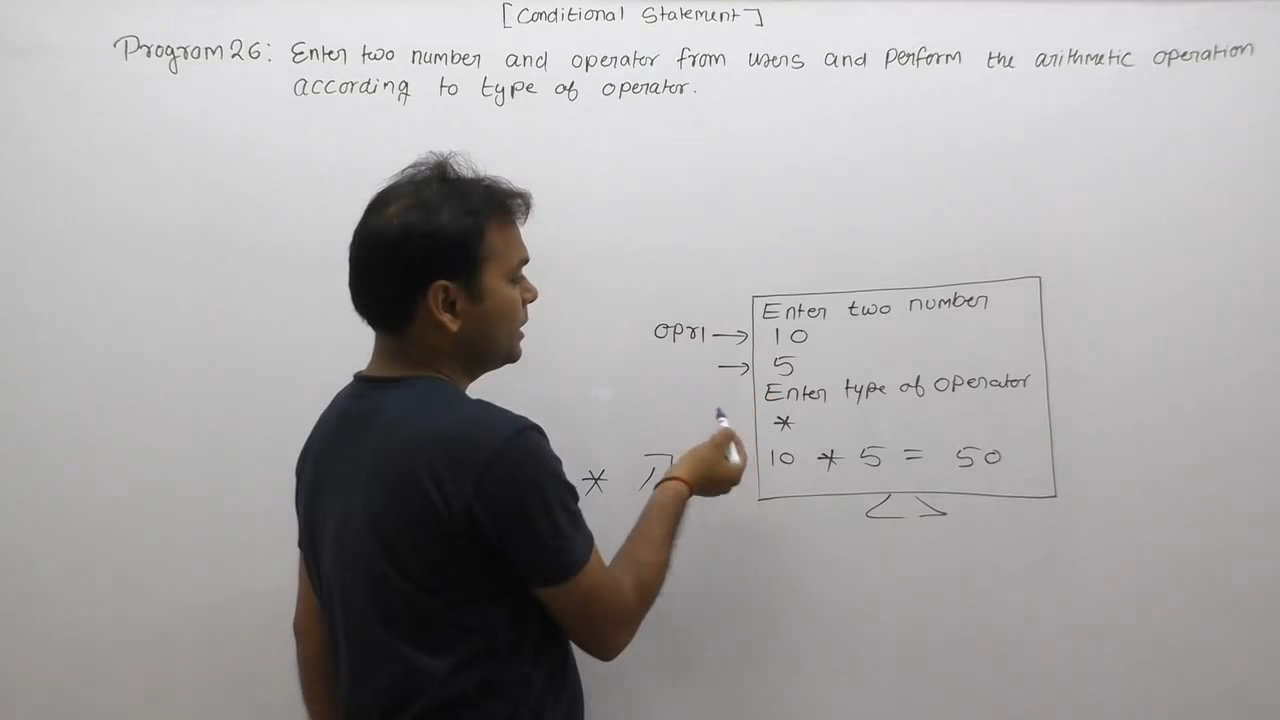 [Conditional Statement]
Program 26: Enter two number and operator from users and perform the arithmetic operation
according to type of operator.
Enter two number
opr1 → 10
→ 5
Enter type of operator
*
10 * 5 = 50
*